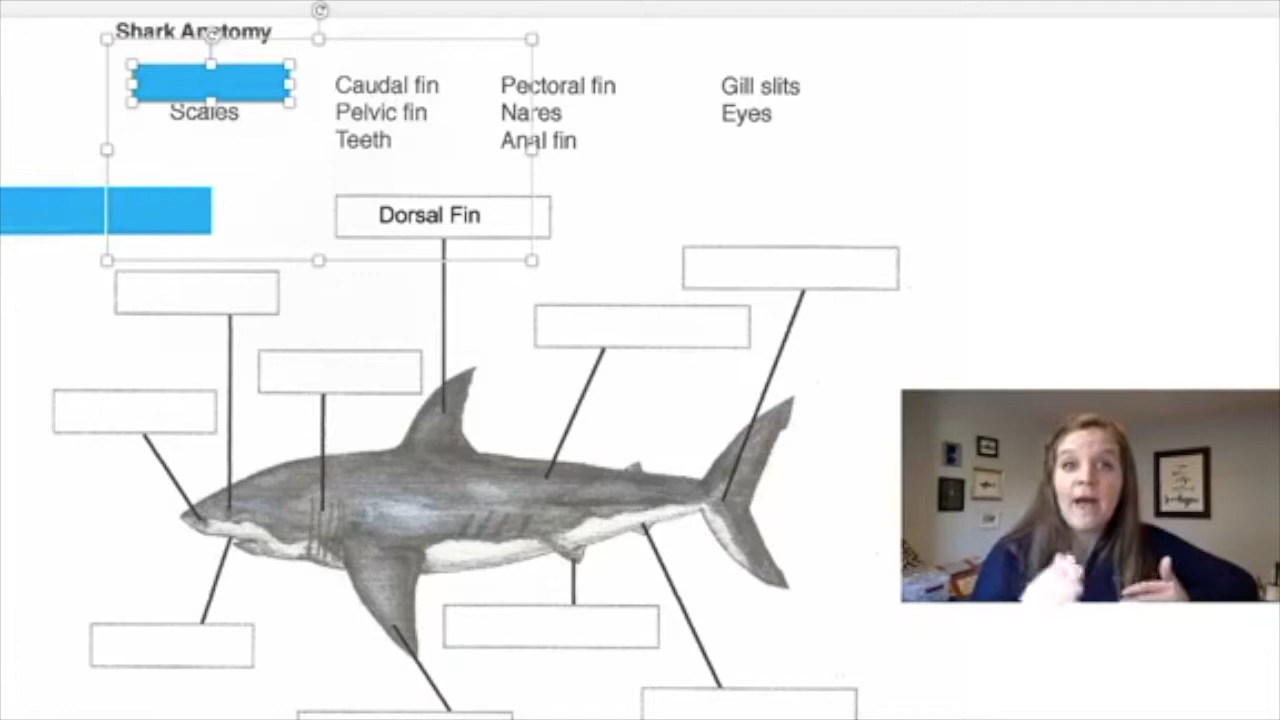 Shark Anatomy
Caudal fin Pectoral fin Gill slits
Scales Pelvic fin Nares Eyes
Teeth Anal fin
Dorsal Fin